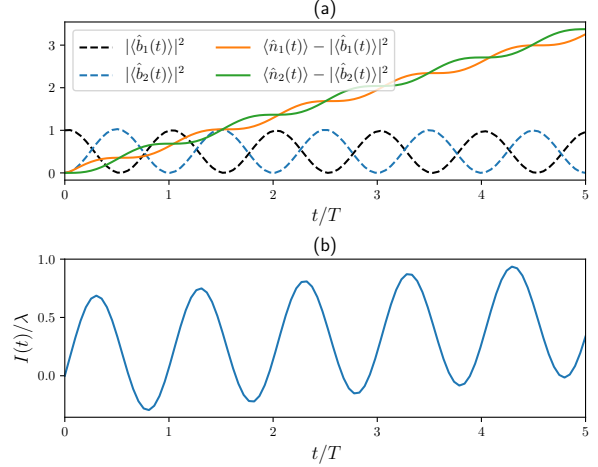 (a)
|⟨b̂₁(t)⟩|² ⟨n̂₁(t)⟩ − |⟨b̂₁(t)⟩|²
|⟨b̂₂(t)⟩|² ⟨n̂₂(t)⟩ − |⟨b̂₂(t)⟩|²
3
2
1
0
0 1 2 3 4 5
t/T
(b)
I(t)/λ
1.0
0.5
0.0
0 1 2 3 4 5
t/T